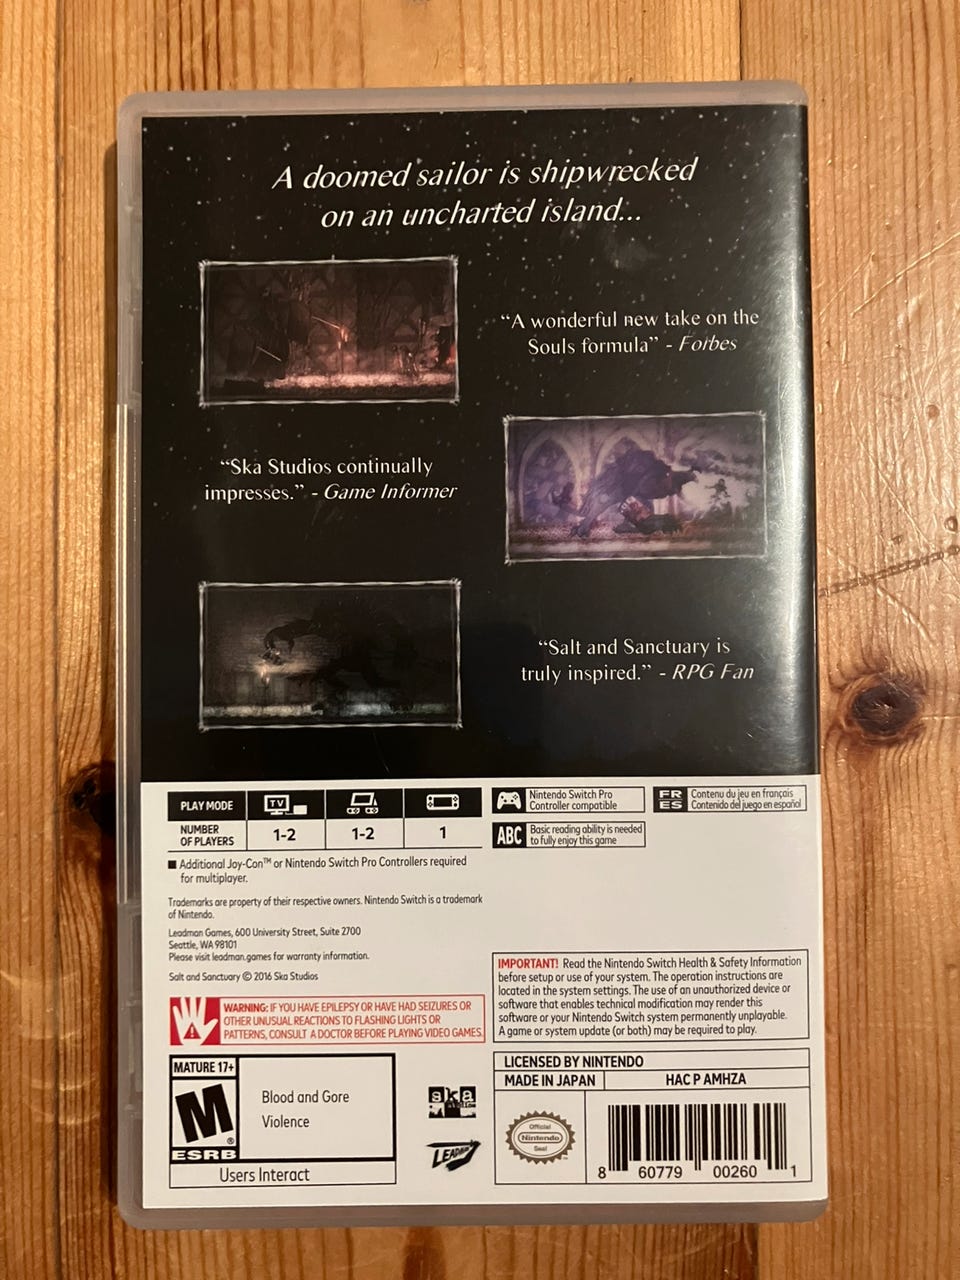 A doomed sailor is shipwrecked
on an uncharted island...
“A wonderful new take on the
Souls formula” - Forbes
“Ska Studios continually
impresses.” - Game Informer
“Salt and Sanctuary is
truly inspired.” - RPG Fan
PLAY MODE
TV
NUMBER
OF PLAYERS
1-2
1-2
1
Nintendo Switch Pro
Controller compatible
FR
ES
Contenu du jeu en français
Contenido del juego en español
ABC
Basic reading ability is needed
to fully enjoy this game
■ Additional Joy-Con™ or Nintendo Switch Pro Controllers required
for multiplayer.
Trademarks are property of their respective owners. Nintendo Switch is a trademark
of Nintendo.
Leadman Games, 600 University Street, Suite 2700
Seattle, WA 98101
Please visit leadman.games for warranty information.
Salt and Sanctuary © 2016 Ska Studios
WARNING: IF YOU HAVE EPILEPSY OR HAVE HAD SEIZURES OR
OTHER UNUSUAL REACTIONS TO FLASHING LIGHTS OR
PATTERNS, CONSULT A DOCTOR BEFORE PLAYING VIDEO GAMES.
IMPORTANT! Read the Nintendo Switch Health & Safety Information
before setup or use of your system. The operation instructions are
located in the system settings. The use of an unauthorized device or
software that enables technical modification may render this
software or your Nintendo Switch system permanently unplayable.
A game or system update (or both) may be required to play.
MATURE 17+
M
®
ESRB
Blood and Gore
Violence
Users Interact
ska
studios
LEADMAN
LICENSED BY NINTENDO
MADE IN JAPAN
HAC P AMHZA
Official
Nintendo
Seal
8 60779 00260 1